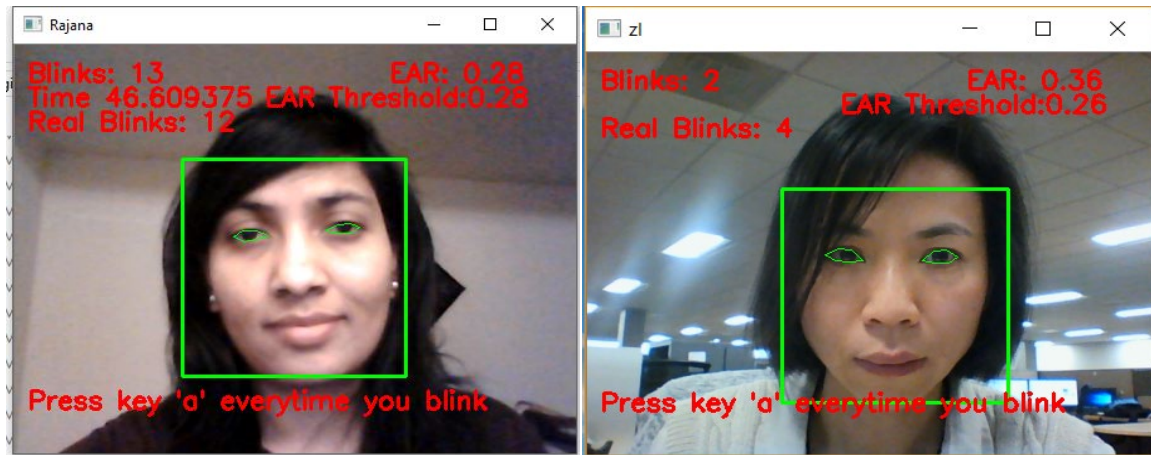 Rajana
Blinks: 13 EAR: 0.28
Time 46.609375 EAR Threshold:0.28
Real Blinks: 12
Press key 'a' everytime you blink
zl
Blinks: 2 EAR: 0.36
EAR Threshold:0.26
Real Blinks: 4
Press key 'a' everytime you blink